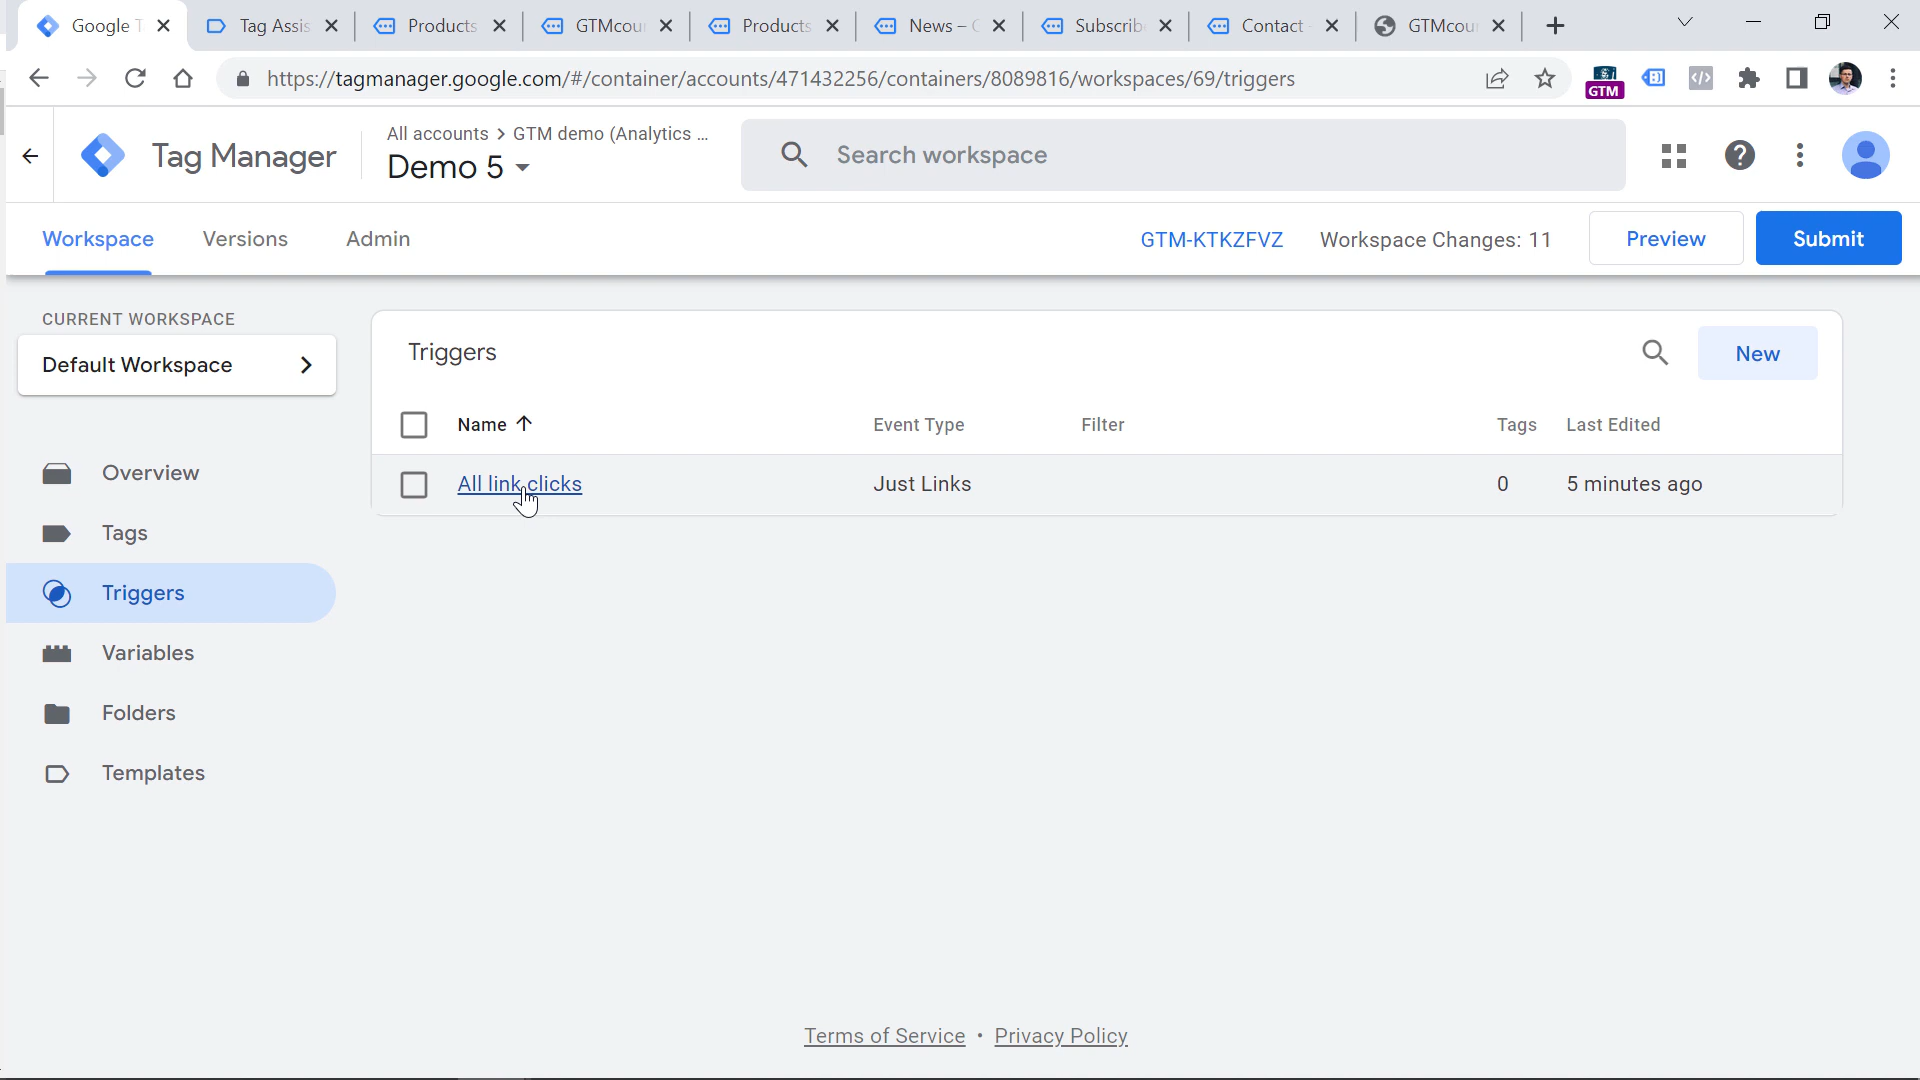 Google T
Tag Assis
Products
GTMcou
Products
News – G
Subscrib
Contact
GTMcou
https://tagmanager.google.com/#/container/accounts/471432256/containers/8089816/workspaces/69/triggers
GTM
Tag Manager
All accounts > GTM demo (Analytics ...
Demo 5
Search workspace
Workspace
Versions
Admin
GTM-KTKZFVZ
Workspace Changes: 11
Preview
Submit
CURRENT WORKSPACE
Default Workspace
Overview
Tags
Triggers
Variables
Folders
Templates
Triggers
New
Name
Event Type
Filter
Tags
Last Edited
All link clicks
Just Links
0
5 minutes ago
Terms of Service • Privacy Policy